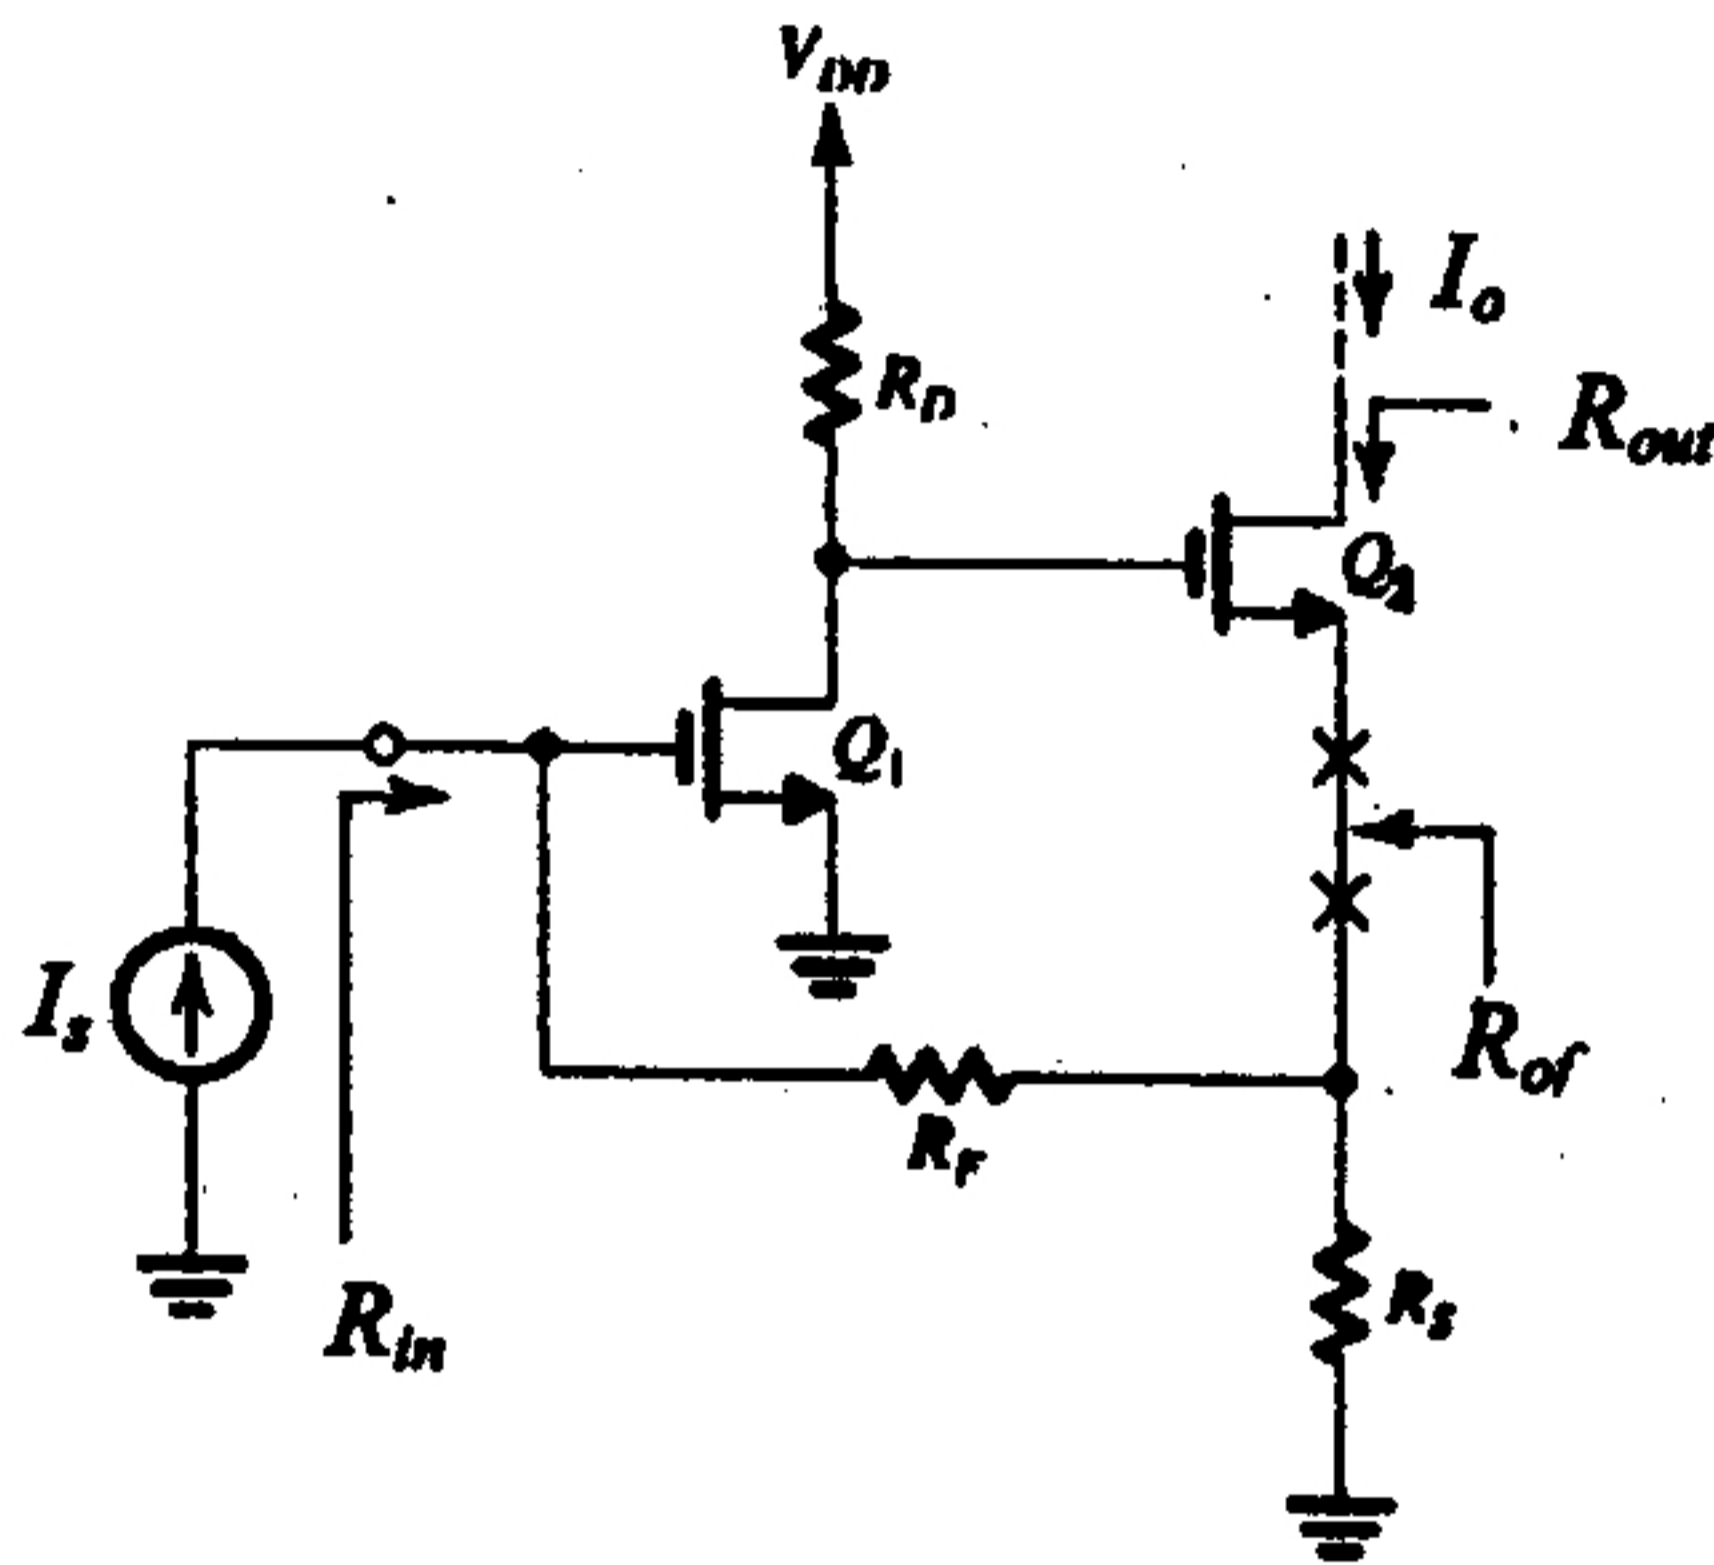 V_DD
I_o
R_D
R_out
Q_2
Q_1
I_s
R_of
R_F
R_in
R_S